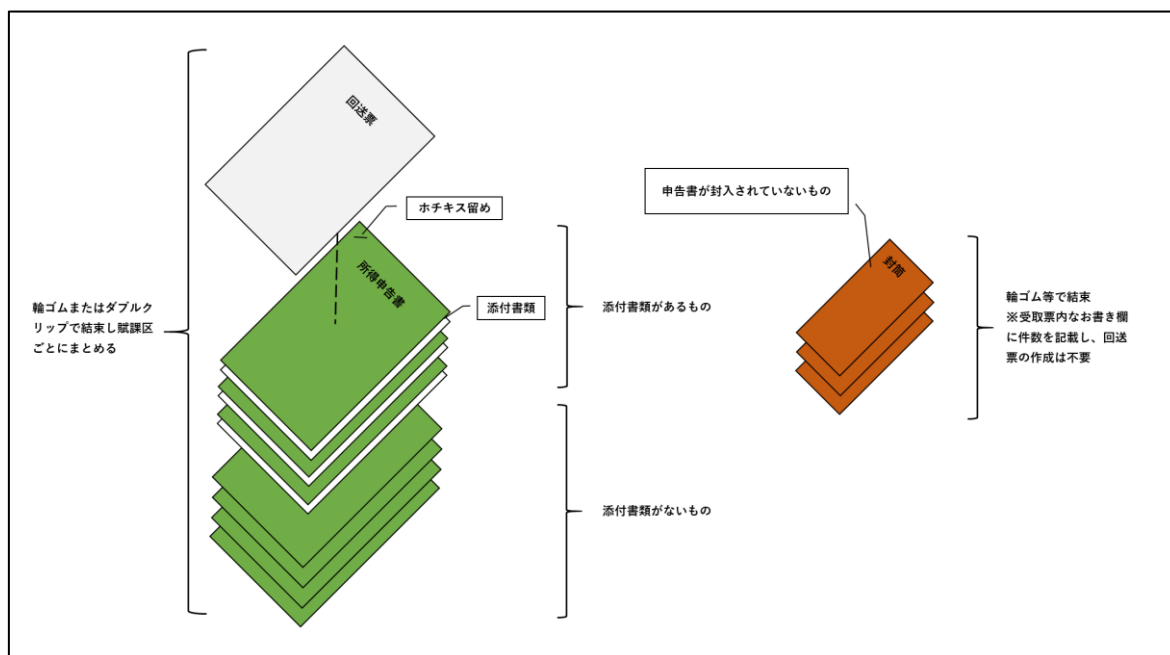 回送票
ホチキス留め
所得申告書
添付書類
輪ゴムまたはダブルク
リップで結束し賦課区
ごとにまとめる
添付書類があるもの
添付書類がないもの
申告書が封入されていないもの
封筒
輪ゴム等で結束
※受取票内なお書き欄
に件数を記載し、回送
票の作成は不要